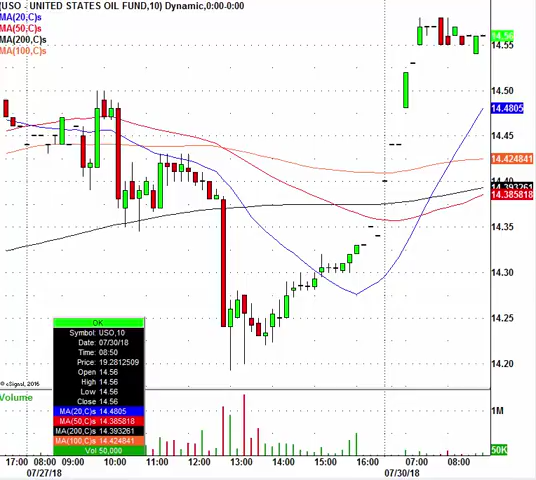 (USO - UNITED STATES OIL FUND,10) Dynamic,0:00-0:00
MA(20,C)s
MA(50,C)s
MA(200,C)s
MA(100,C)s
14.56
14.55
14.50
14.4805
14.45
14.424841
14.40
14.393261
14.385818
14.35
14.30
14.25
14.20
OK
Symbol: USO,10
Date: 07/30/18
Time: 08:50
Price: 19.2812509
Open 14.56
High 14.56
Low 14.56
Close 14.56
MA(20,C)s 14.4805
MA(50,C)s 14.385818
MA(200,C)s 14.393261
MA(100,C)s 14.424841
Vol 50,000
© eSignal, 2016
Volume
1M
50K
17:00 08:00 09:00 10:00 11:00 12:00 13:00 14:00 15:00 16:00 07:00 08:00
07/27/18 07/30/18